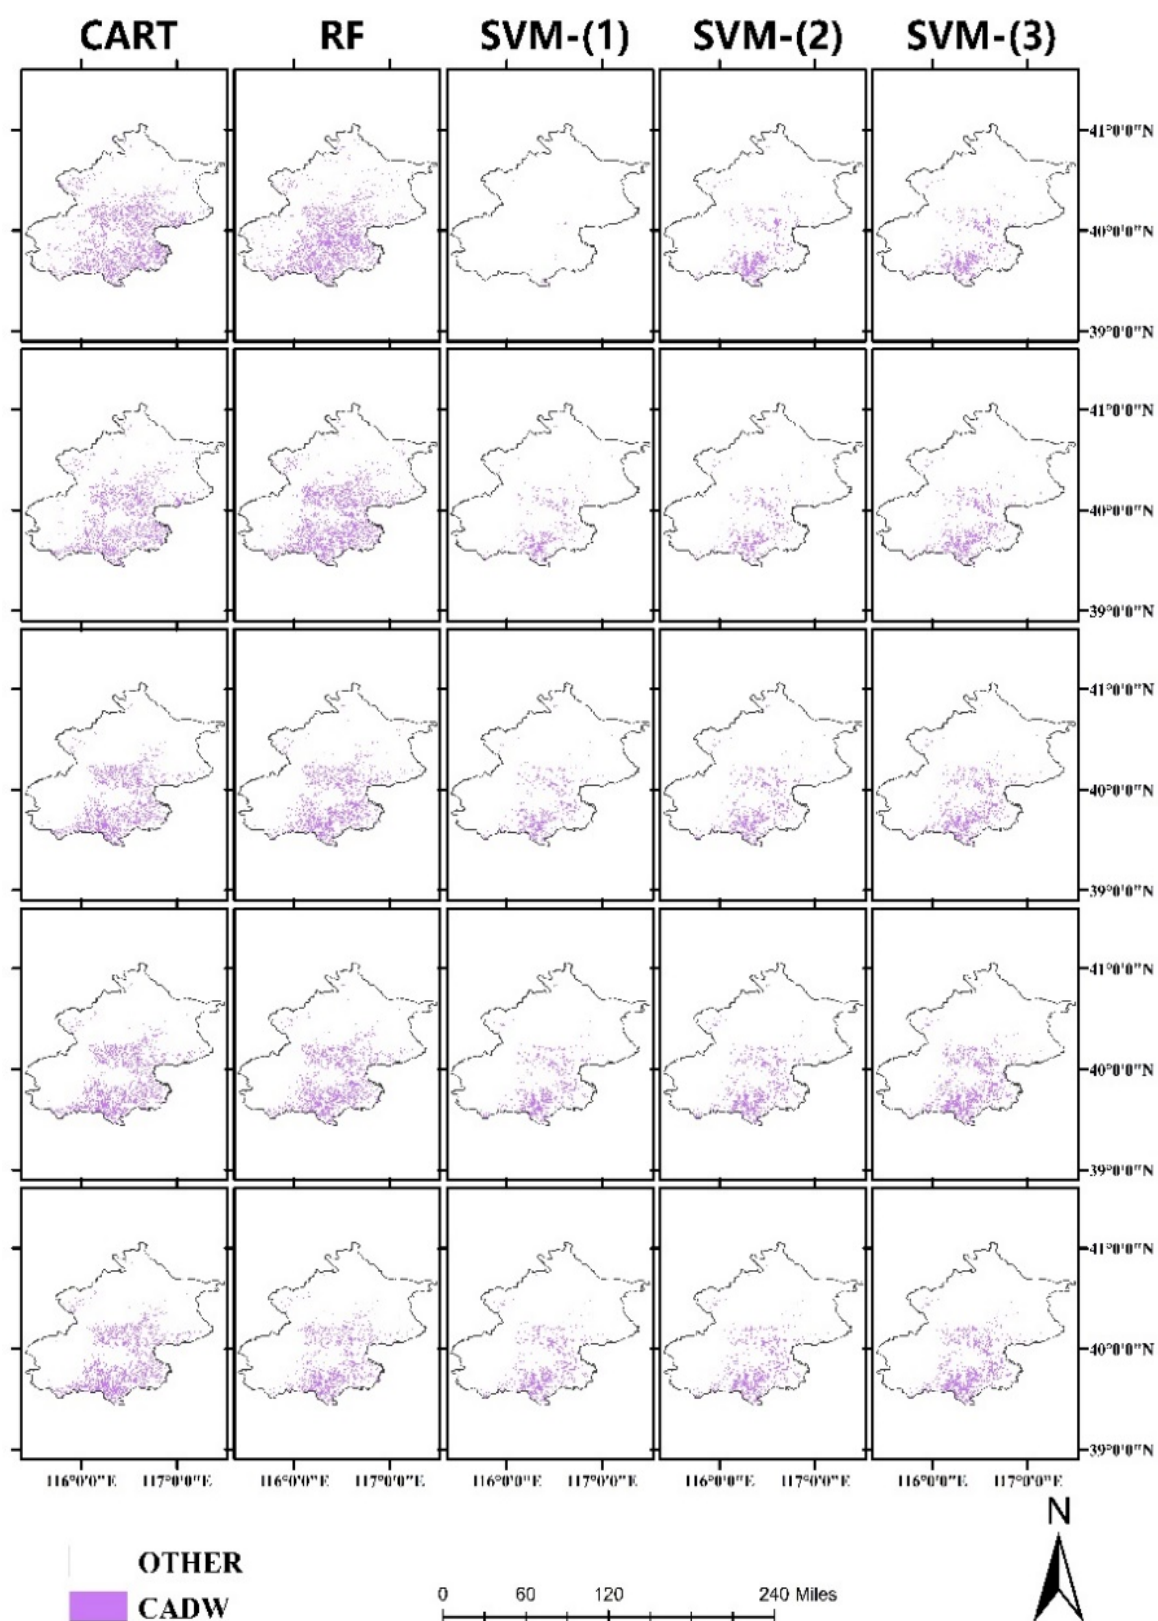 CART RF SVM-(1) SVM-(2) SVM-(3)
41°0'0"N
40°0'0"N
39°0'0"N
41°0'0"N
40°0'0"N
39°0'0"N
41°0'0"N
40°0'0"N
39°0'0"N
41°0'0"N
40°0'0"N
39°0'0"N
41°0'0"N
40°0'0"N
39°0'0"N
116°0'0"E 117°0'0"E 116°0'0"E 117°0'0"E 116°0'0"E 117°0'0"E 116°0'0"E 117°0'0"E 116°0'0"E 117°0'0"E
N
OTHER
CADW
0 60 120 240 Miles